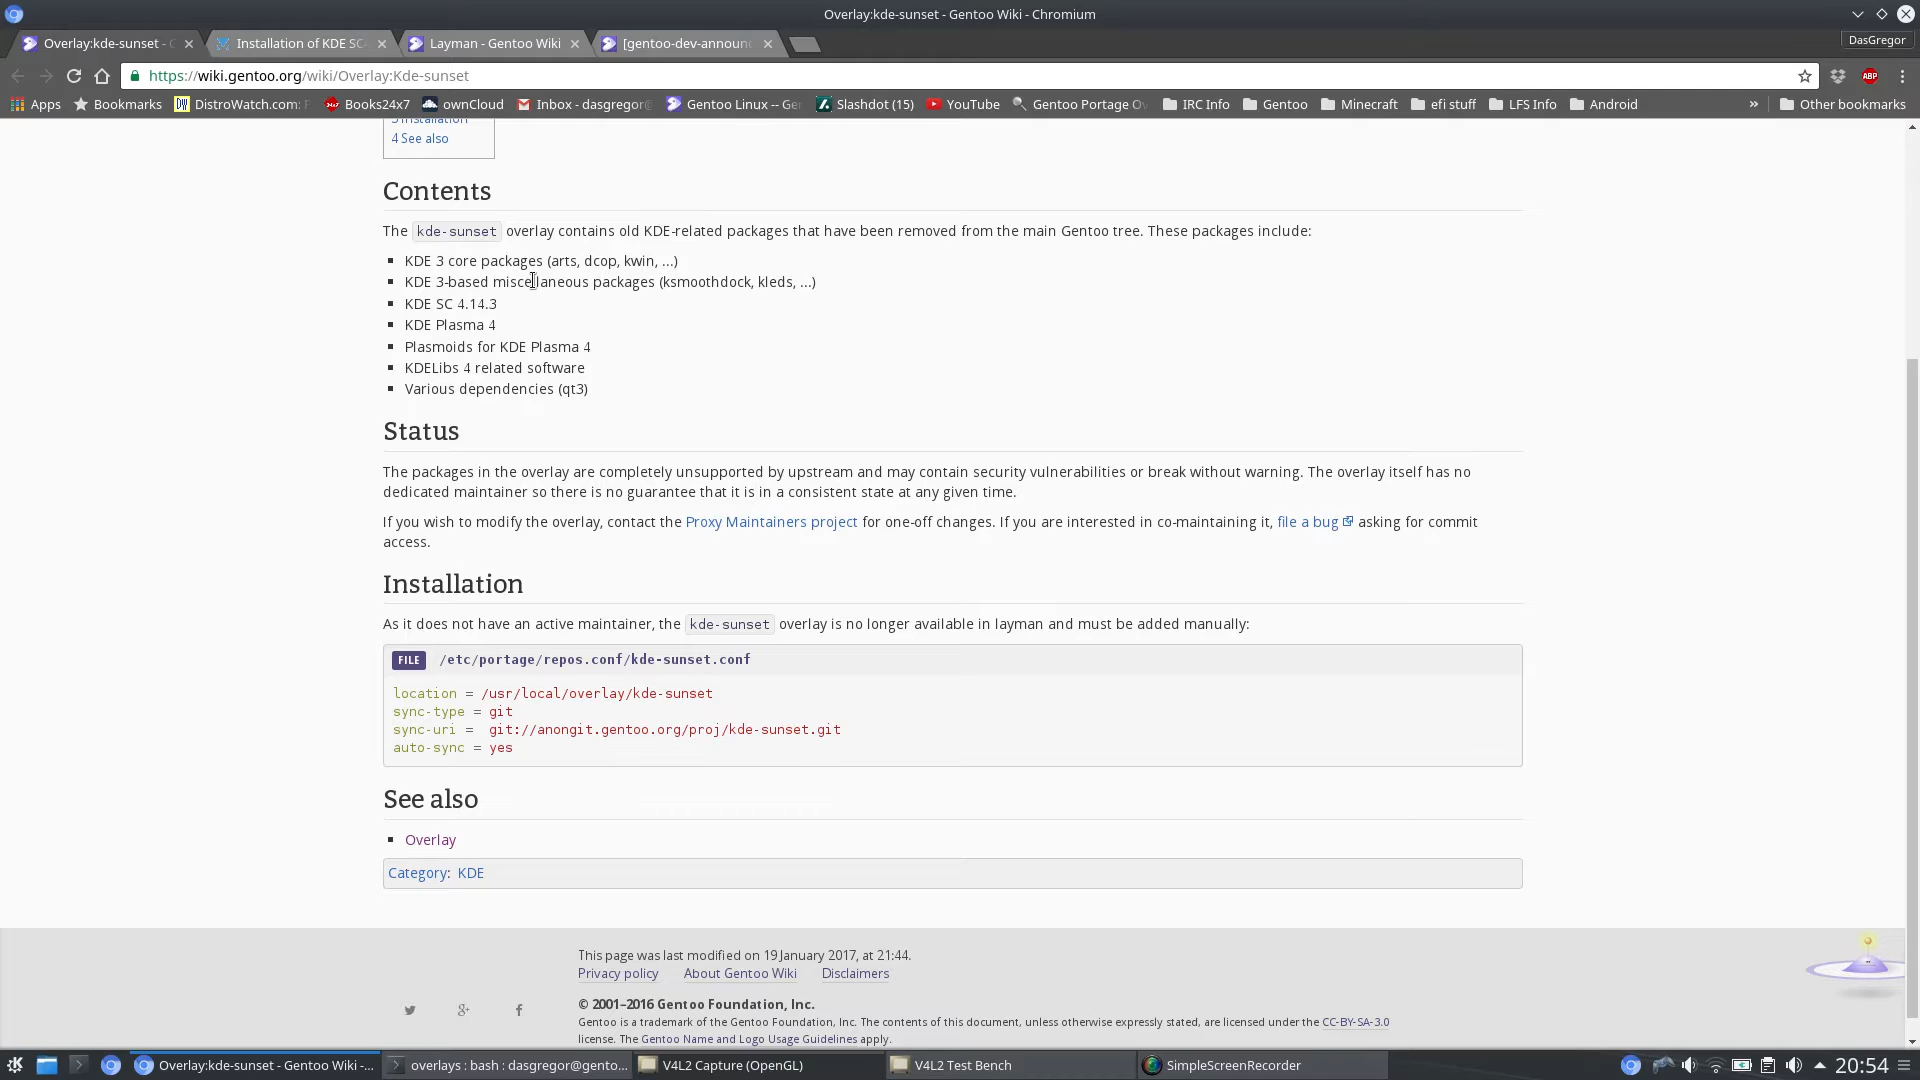 Overlay:kde-sunset - Gentoo Wiki - Chromium
Overlay:kde-sunset - G
Installation of KDE SC
Layman - Gentoo Wiki
[gentoo-dev-announ
DasGregor
https://wiki.gentoo.org/wiki/Overlay:Kde-sunset
ABP
Apps
Bookmarks
DW
DistroWatch.com:
Books24x7
ownCloud
Inbox - dasgregor@
Gentoo Linux -- Ge
Slashdot (15)
YouTube
Gentoo Portage Ov
IRC Info
Gentoo
Minecraft
efi stuff
LFS Info
Android
»
Other bookmarks
3 Installation
4 See also
Contents
The kde-sunset overlay contains old KDE-related packages that have been removed from the main Gentoo tree. These packages include:
KDE 3 core packages (arts, dcop, kwin, ...)
KDE 3-based miscellaneous packages (ksmoothdock, kleds, ...)
KDE SC 4.14.3
KDE Plasma 4
Plasmoids for KDE Plasma 4
KDELibs 4 related software
Various dependencies (qt3)
Status
The packages in the overlay are completely unsupported by upstream and may contain security vulnerabilities or break without warning. The overlay itself has no
dedicated maintainer so there is no guarantee that it is in a consistent state at any given time.
If you wish to modify the overlay, contact the Proxy Maintainers project for one-off changes. If you are interested in co-maintaining it, file a bug asking for commit
access.
Installation
As it does not have an active maintainer, the kde-sunset overlay is no longer available in layman and must be added manually:
FILE /etc/portage/repos.conf/kde-sunset.conf
location = /usr/local/overlay/kde-sunset
sync-type = git
sync-uri =  git://anongit.gentoo.org/proj/kde-sunset.git
auto-sync = yes
See also
Overlay
Category: KDE
This page was last modified on 19 January 2017, at 21:44.
Privacy policy
About Gentoo Wiki
Disclaimers
© 2001–2016 Gentoo Foundation, Inc.
Gentoo is a trademark of the Gentoo Foundation, Inc. The contents of this document, unless otherwise expressly stated, are licensed under the CC-BY-SA-3.0
license. The Gentoo Name and Logo Usage Guidelines apply.
Overlay:kde-sunset - Gentoo Wiki -...
overlays : bash : dasgregor@gento...
V4L2 Capture (OpenGL)
V4L2 Test Bench
SimpleScreenRecorder
20:54